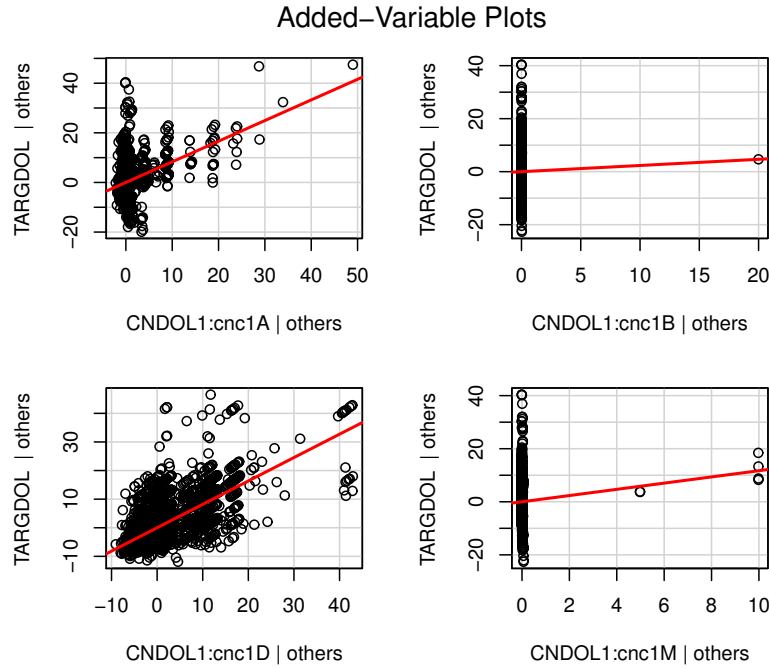 Added−Variable Plots
TARGDOL | others
−20 0 20 40
0 10 20 30 40 50
CNDOL1:cnc1A | others
TARGDOL | others
−20 0 20 40
0 5 10 15 20
CNDOL1:cnc1B | others
TARGDOL | others
−10 10 30
−10 0 10 20 30 40
CNDOL1:cnc1D | others
TARGDOL | others
−20 0 20 40
0 2 4 6 8 10
CNDOL1:cnc1M | others